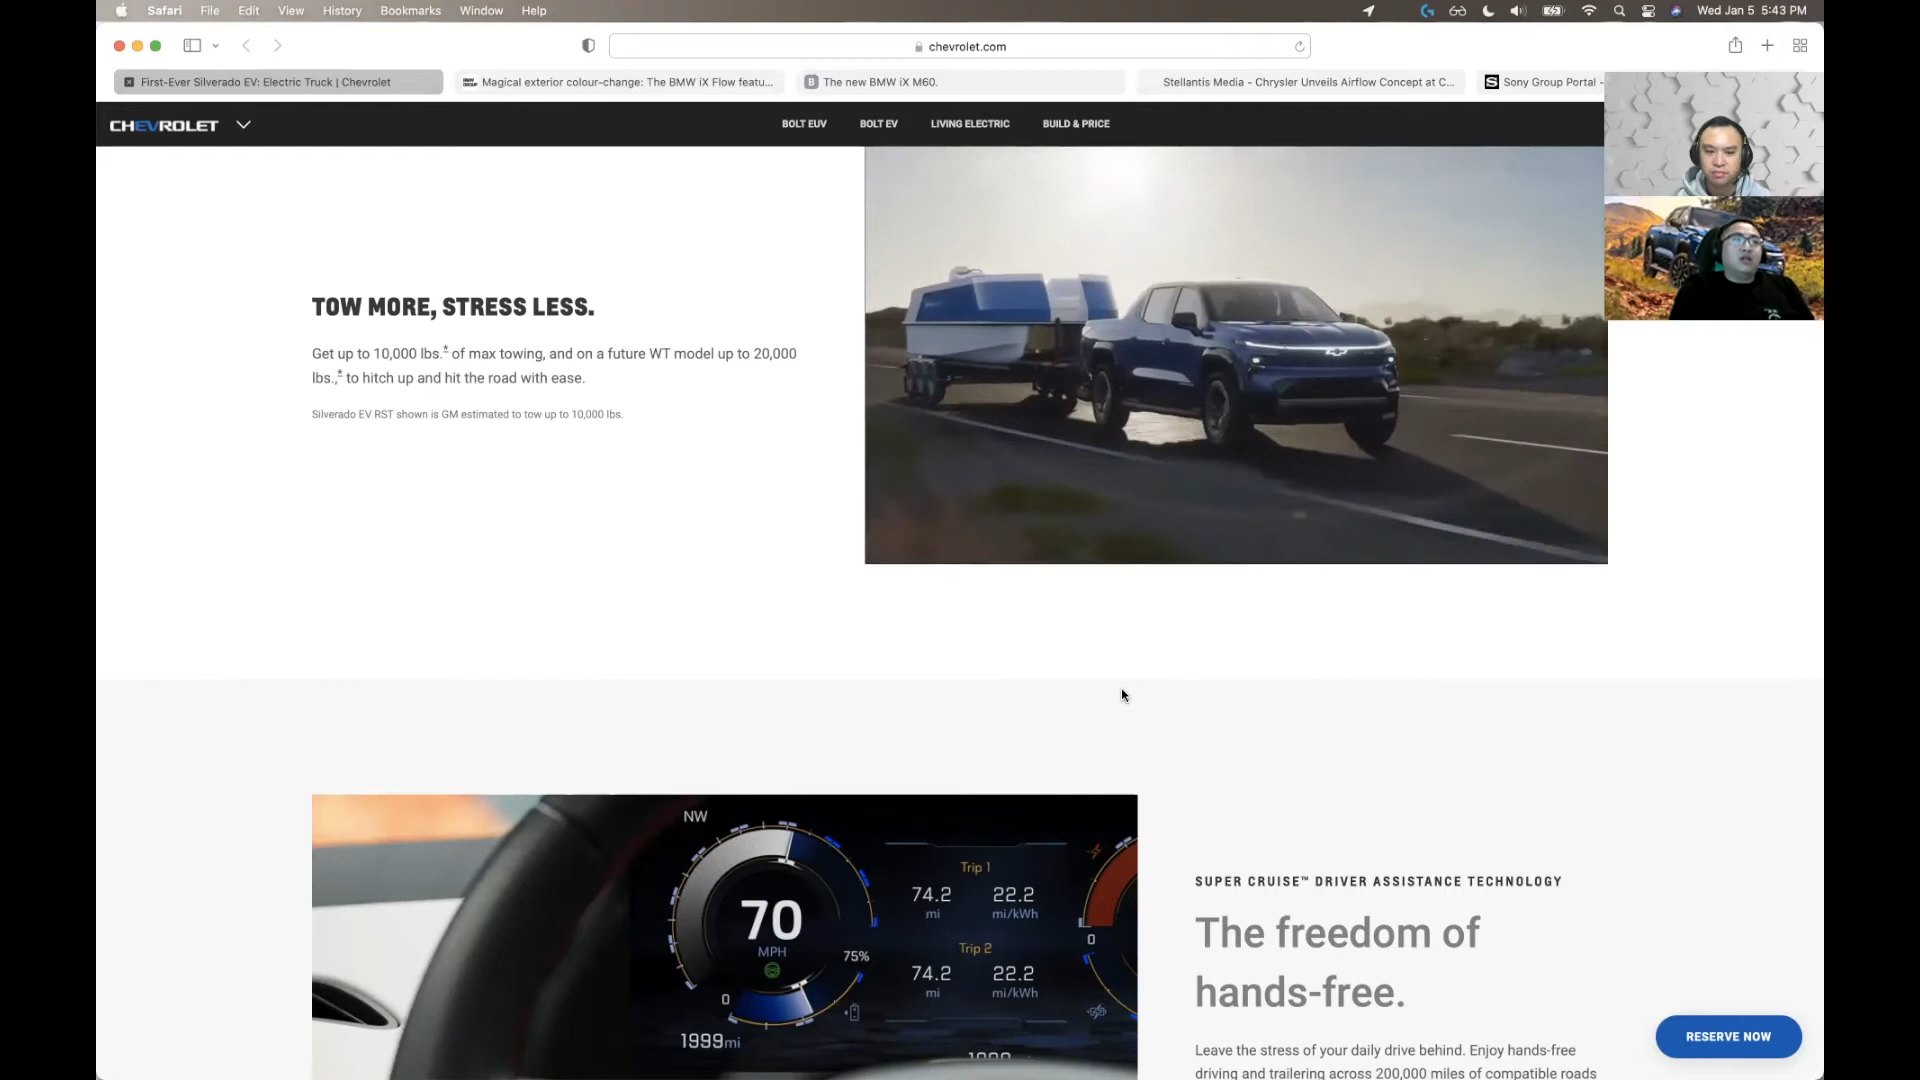 Safari File Edit View History Bookmarks Window Help
Wed Jan 5 5:43 PM
chevrolet.com
First-Ever Silverado EV: Electric Truck | Chevrolet
Magical exterior colour-change: The BMW iX Flow featu...
B The new BMW iX M60.
Stellantis Media - Chrysler Unveils Airflow Concept at C...
S Sony Group Portal -
CHEVROLET
BOLT EUV BOLT EV LIVING ELECTRIC BUILD & PRICE
TOW MORE, STRESS LESS.
Get up to 10,000 lbs.* of max towing, and on a future WT model up to 20,000
lbs.,* to hitch up and hit the road with ease.
Silverado EV RST shown is GM estimated to tow up to 10,000 lbs.
NW
70
MPH
75%
0
1999mi
Trip 1
74.2 22.2
mi mi/kWh
Trip 2
74.2 22.2
mi mi/kWh
0
SUPER CRUISE™ DRIVER ASSISTANCE TECHNOLOGY
The freedom of
hands-free.
Leave the stress of your daily drive behind. Enjoy hands-free
driving and trailering across 200,000 miles of compatible roads
RESERVE NOW